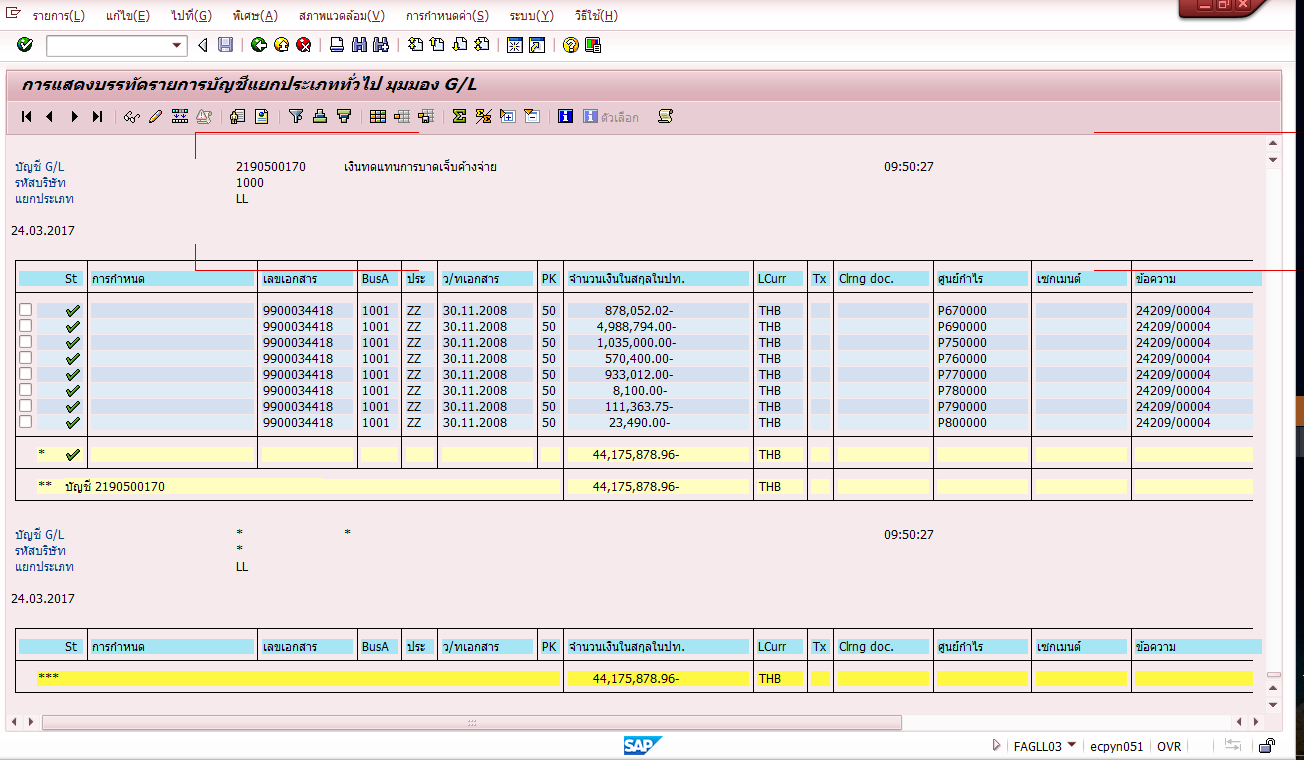 รายการ(L) แก้ไข(E) ไปที่(G) พิเศษ(A) สภาพแวดล้อม(V) การกำหนดค่า(S) ระบบ(Y) วิธีใช้(H)
การแสดงบรรทัดรายการบัญชีแยกประเภททั่วไป มุมมอง G/L
ตัวเลือก
บัญชี G/L 2190500170 เงินทดแทนการบาดเจ็บค้างจ่าย 09:50:27
รหัสบริษัท 1000
แยกประเภท LL
24.03.2017
St การกำหนด เลขเอกสาร BusA ประ ว/ทเอกสาร PK จำนวนเงินในสกุลในปท. LCurr Tx Clrng doc. ศูนย์กำไร เซกเมนต์ ข้อความ
9900034418 1001 ZZ 30.11.2008 50 878,052.02- THB P670000 24209/00004
9900034418 1001 ZZ 30.11.2008 50 4,988,794.00- THB P690000 24209/00004
9900034418 1001 ZZ 30.11.2008 50 1,035,000.00- THB P750000 24209/00004
9900034418 1001 ZZ 30.11.2008 50 570,400.00- THB P760000 24209/00004
9900034418 1001 ZZ 30.11.2008 50 933,012.00- THB P770000 24209/00004
9900034418 1001 ZZ 30.11.2008 50 8,100.00- THB P780000 24209/00004
9900034418 1001 ZZ 30.11.2008 50 111,363.75- THB P790000 24209/00004
9900034418 1001 ZZ 30.11.2008 50 23,490.00- THB P800000 24209/00004
* 44,175,878.96- THB
** บัญชี 2190500170 44,175,878.96- THB
บัญชี G/L * * 09:50:27
รหัสบริษัท *
แยกประเภท LL
24.03.2017
St การกำหนด เลขเอกสาร BusA ประ ว/ทเอกสาร PK จำนวนเงินในสกุลในปท. LCurr Tx Clrng doc. ศูนย์กำไร เซกเมนต์ ข้อความ
*** 44,175,878.96- THB
SAP FAGLL03 ecpyn051 OVR